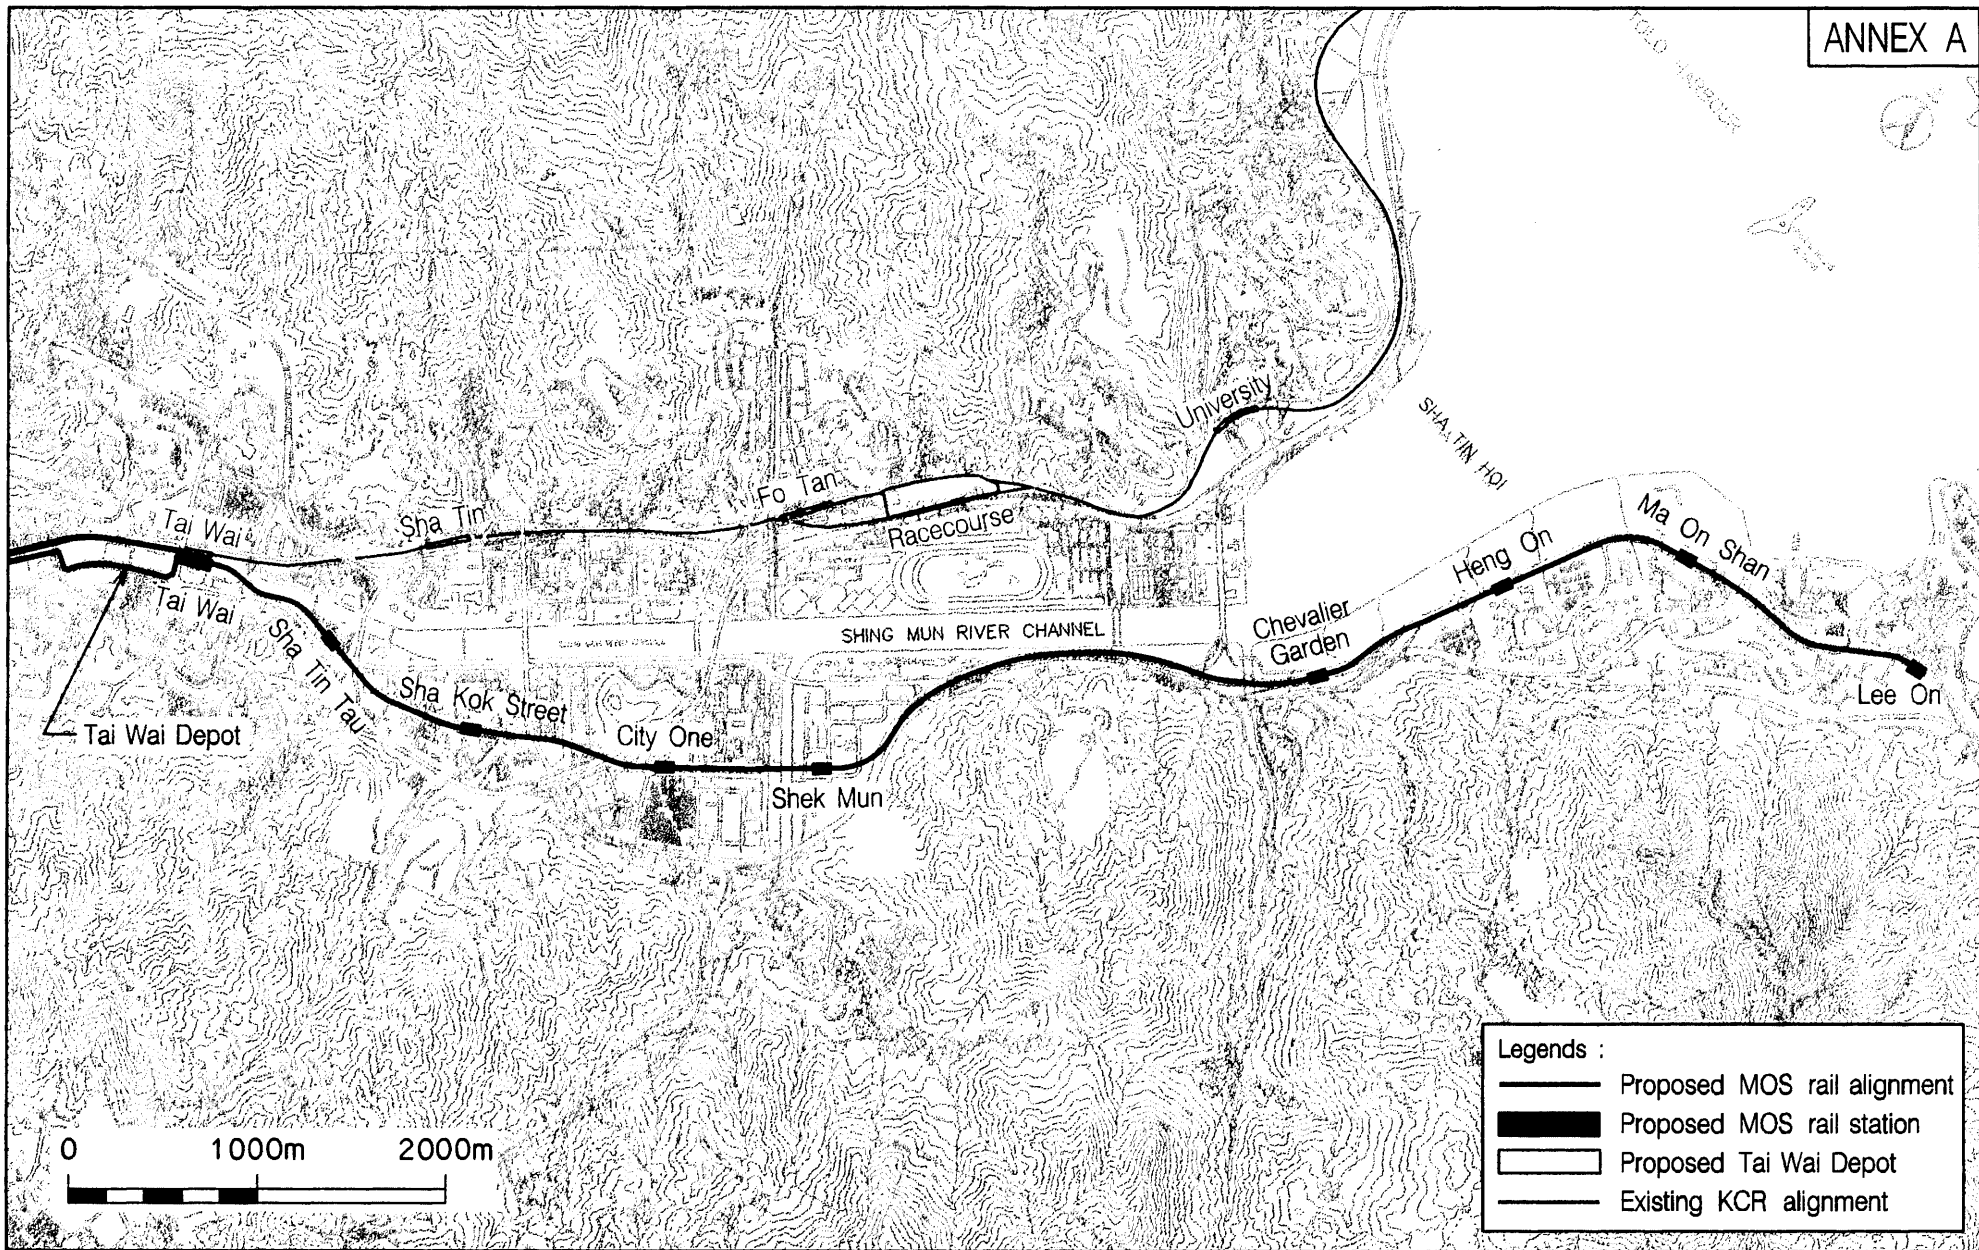 ANNEX A
TOLO HARBOUR
University
SHA TIN HOI
Fo Tan
Sha Tin
Racecourse
Tai Wai
Tai Wai
Ma On Shan
Heng On
Chevalier
Garden
SHING MUN RIVER CHANNEL
Sha Tin Tau
Sha Kok Street
Lee On
Tai Wai Depot
City One
Shek Mun
0 1000m 2000m
Legends :
Proposed MOS rail alignment
Proposed MOS rail station
Proposed Tai Wai Depot
Existing KCR alignment